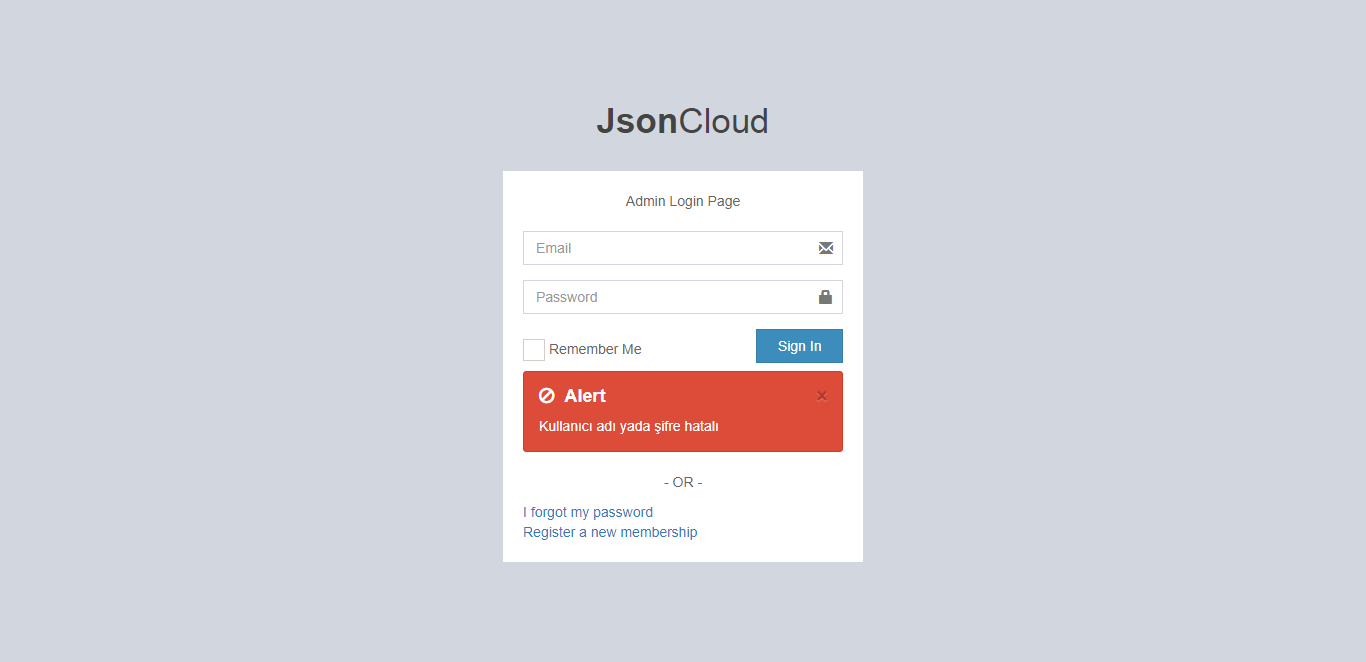 JsonCloud
Admin Login Page
Email
Password
Remember Me
Sign In
Alert
×
Kullanıcı adı yada şifre hatalı
- OR -
I forgot my password
Register a new membership